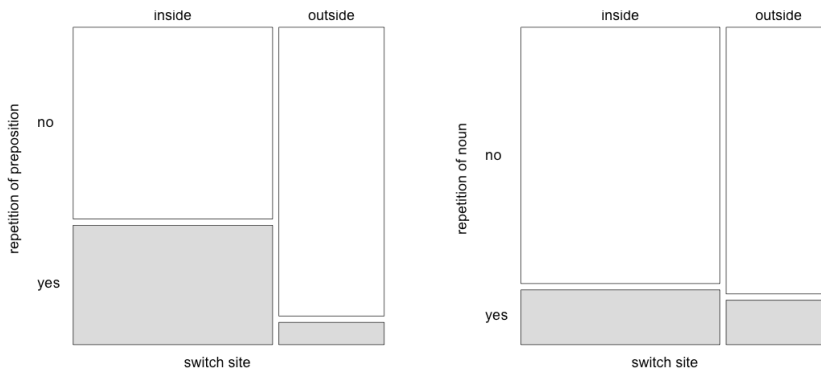 inside outside
repetition of preposition
no
yes
switch site
inside outside
repetition of noun
no
yes
switch site